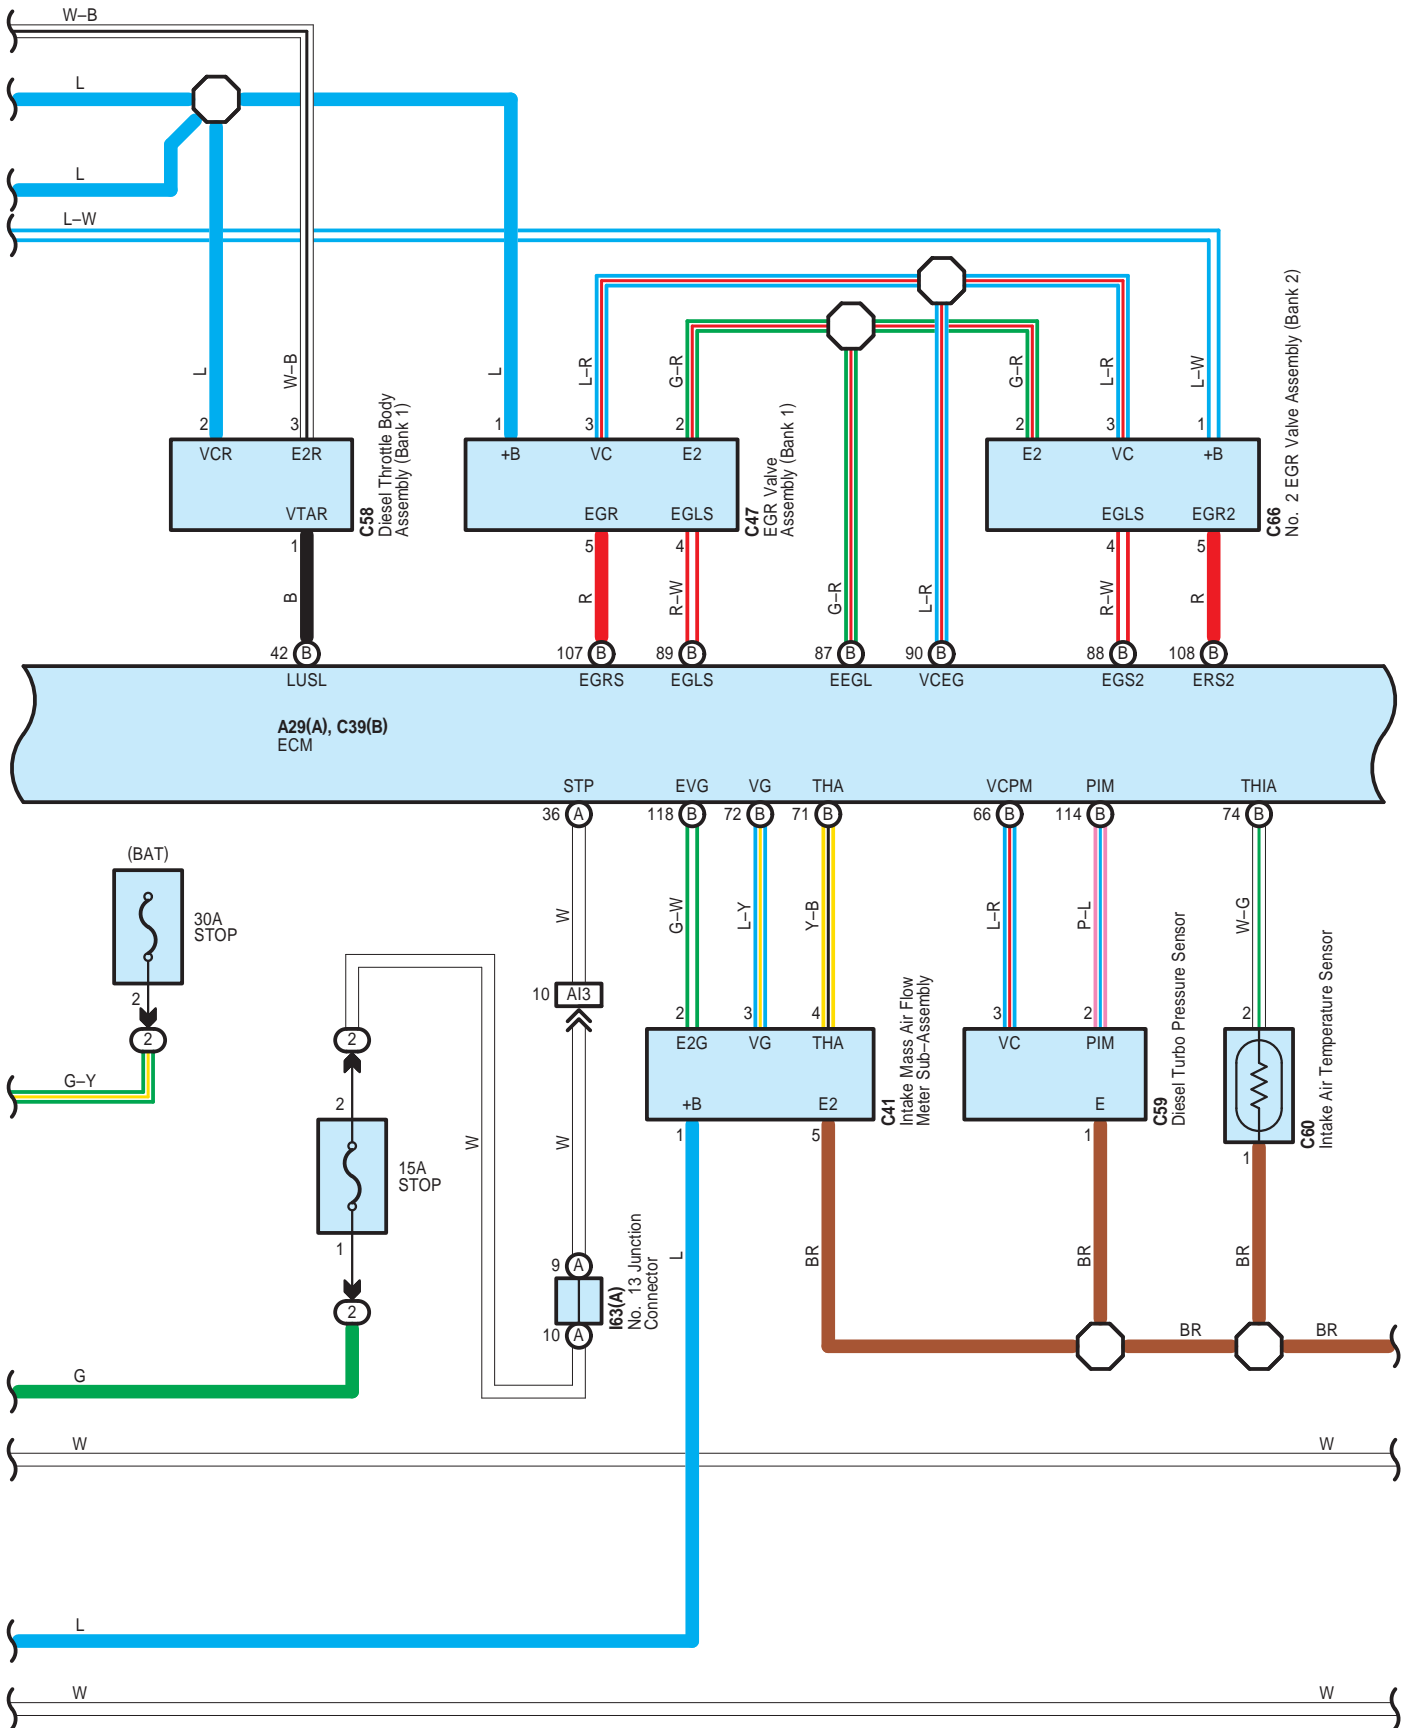 W–B
L
L
L–W
L
W–B
L
L–R
G–R
G–R
L–R
L–W
2
3
1
3
2
2
3
1
VCR
E2R
+B
VC
E2
E2
VC
+B
VTAR
EGR
EGLS
EGLS
EGR2
C58
Diesel Throttle Body
Assembly (Bank 1)
C47
EGR Valve
Assembly (Bank 1)
C66
No. 2 EGR Valve Assembly (Bank 2)
1
5
4
4
5
B
R
R–W
G–R
L–R
R–W
R
42 B
107 B
89 B
87 B
90 B
88 B
108 B
LUSL
EGRS
EGLS
EEGL
VCEG
EGS2
ERS2
A29(A), C39(B)
ECM
STP
EVG
VG
THA
VCPM
PIM
THIA
36 A
118 B
72 B
71 B
66 B
114 B
74 B
(BAT)
30A
STOP
2
2
G–Y
W
G–W
L–Y
Y–B
L–R
P–L
W–G
10 AI3
2
3
4
3
2
2
E2G
VG
THA
VC
PIM
+B
E2
E
C41
Intake Mass Air Flow
Meter Sub–Assembly
C59
Diesel Turbo Pressure Sensor
C60
Intake Air Temperature Sensor
2
2
15A
STOP
1
2
W
W
1
5
1
1
9 A
10 A
I63(A)
No. 13 Junction
Connector
L
BR
BR
BR
BR
BR
G
W
W
L
W
W